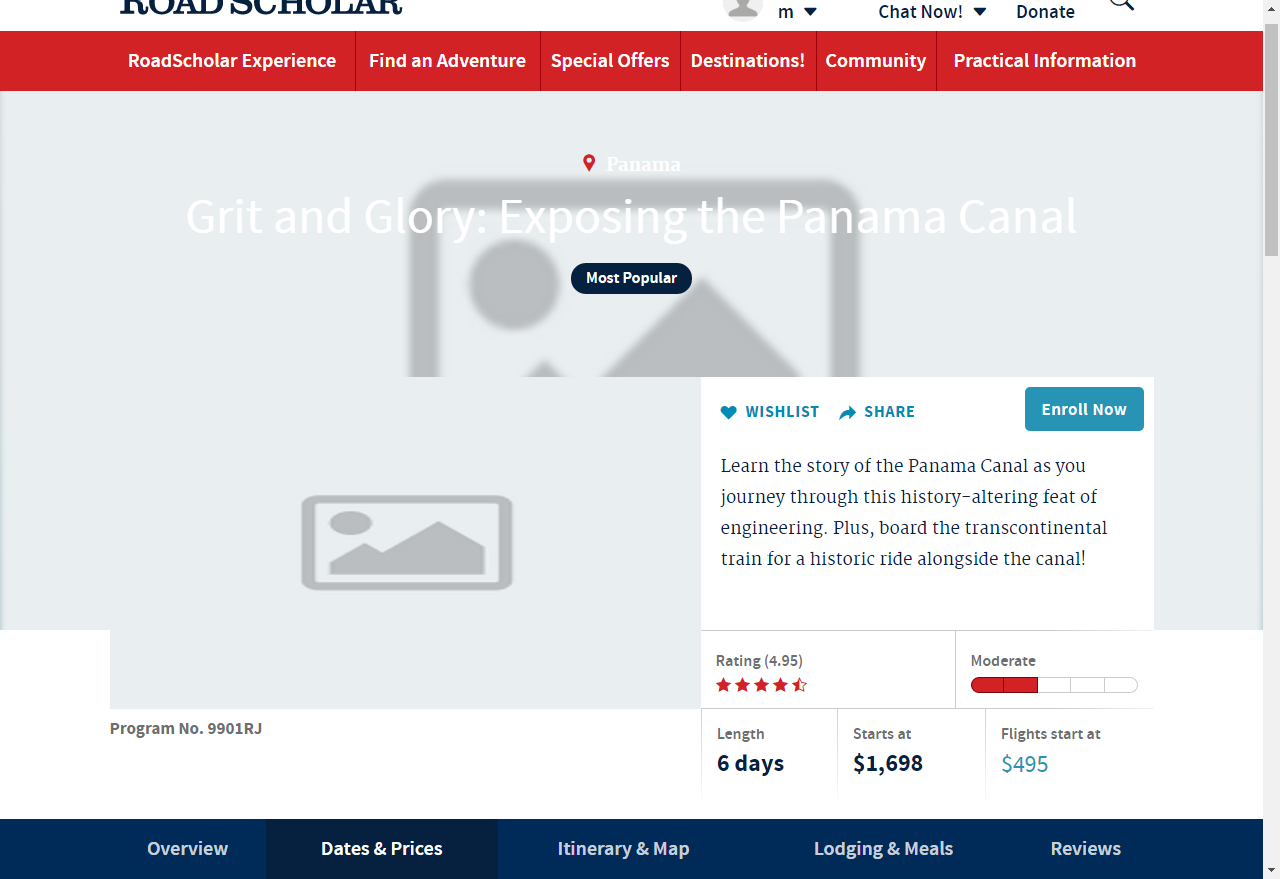 ROAD SCHOLAR
m
Chat Now!
Donate
RoadScholar Experience
Find an Adventure
Special Offers
Destinations!
Community
Practical Information
Panama
Grit and Glory: Exposing the Panama Canal
Most Popular
WISHLIST
SHARE
Enroll Now
Learn the story of the Panama Canal as you
journey through this history-altering feat of
engineering. Plus, board the transcontinental
train for a historic ride alongside the canal!
Rating (4.95)
Moderate
Program No. 9901RJ
Length
6 days
Starts at
$1,698
Flights start at
$495
Overview
Dates & Prices
Itinerary & Map
Lodging & Meals
Reviews